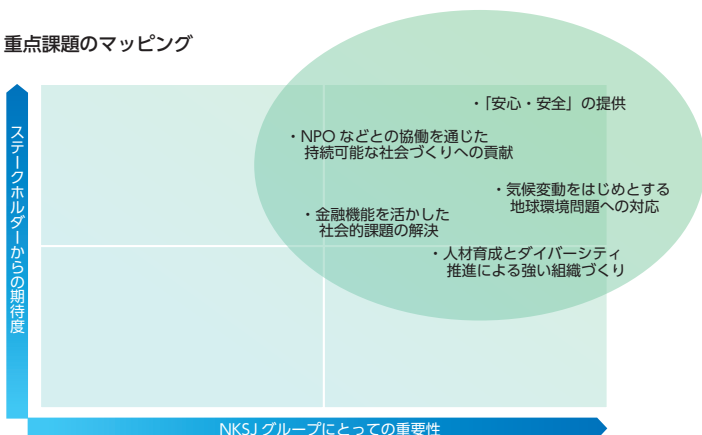 重点課題のマッピング
ステークホルダーからの期待度
・「安心・安全」の提供
・NPO などとの協働を通じた
持続可能な社会づくりへの貢献
・気候変動をはじめとする
地球環境問題への対応
・金融機能を活かした
社会的課題の解決
・人材育成とダイバーシティ
推進による強い組織づくり
NKSJ グループにとっての重要性